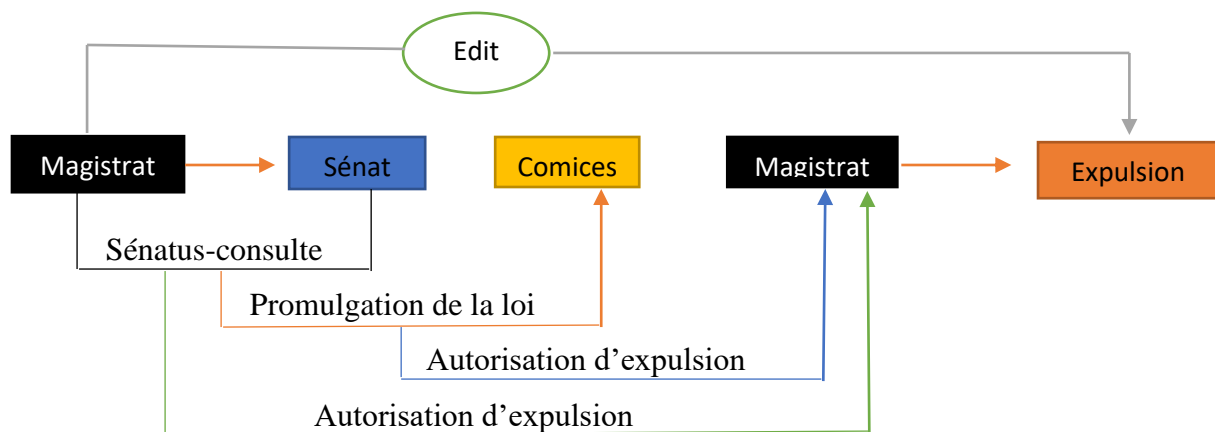 Edit
Magistrat
Sénat
Comices
Magistrat
Expulsion
Sénatus-consulte
Promulgation de la loi
Autorisation d’expulsion
Autorisation d’expulsion